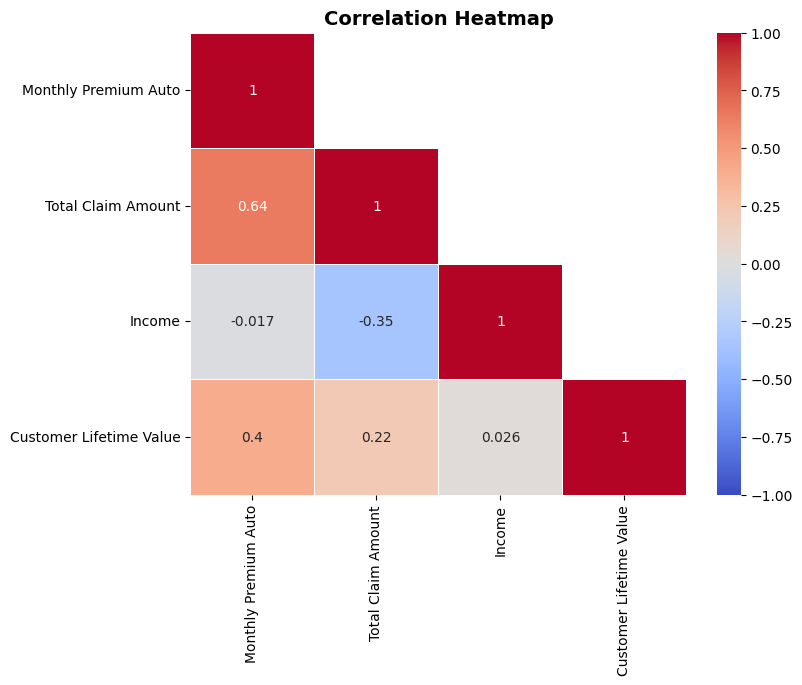 Correlation Heatmap
Monthly Premium Auto
1
Total Claim Amount
0.64
1
Income
-0.017
-0.35
1
Customer Lifetime Value
0.4
0.22
0.026
1
Monthly Premium Auto
Total Claim Amount
Income
Customer Lifetime Value
1.00
0.75
0.50
0.25
0.00
−0.25
−0.50
−0.75
−1.00